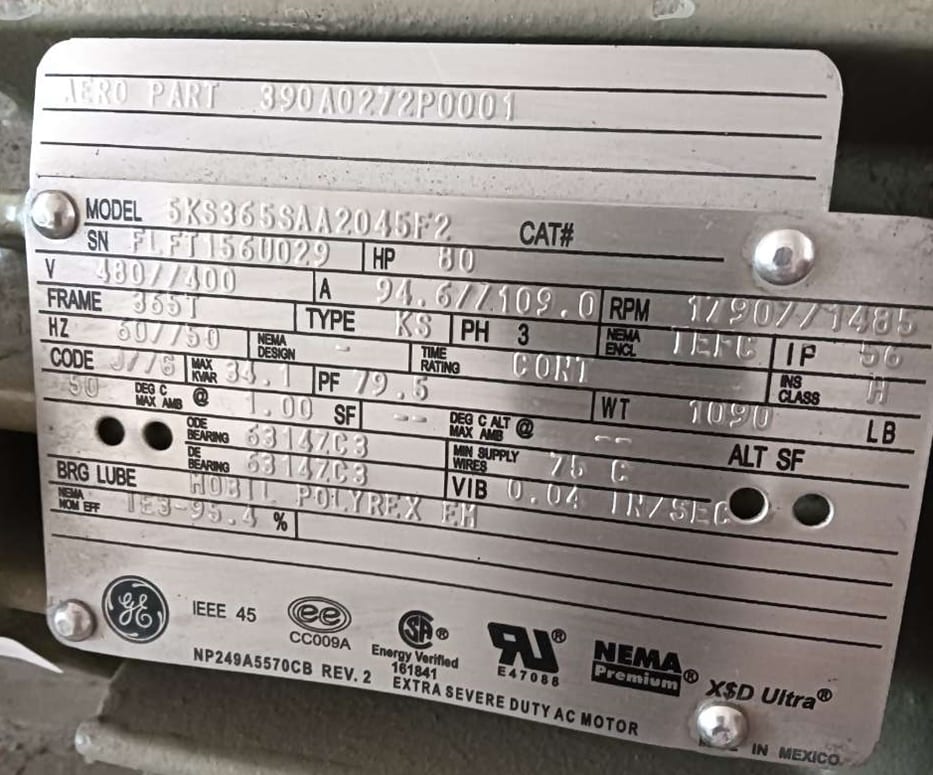 AERO PART 390A0272P0001
MODEL 5KS365SAA2045F2 CAT#
SN FLFT156U029 HP 80
V 480//400 A 94.6//109.0 RPM 1790//1485
FRAME 365T TYPE KS PH 3 NEMA ENCL TEFC IP 56
HZ 60//50 NEMA DESIGN - TIME RATING CONT INS CLASS H
CODE J//G MAX KVAR 34.1 PF 79.5 WT 1090 LB
50 DEG C MAX AMB @ 1.00 SF -- DEG C ALT MAX AMB @ -- ALT SF
ODE BEARING 6314ZC3 MIN SUPPLY WIRES 75 C
DE BEARING 6314ZC3 VIB 0.04 IN/SEC
BRG LUBE MOBIL POLYREX EM
NEMA NOM EFF IE3-95.4 %
GE IEEE 45 ee CC009A SA® Energy Verified 161841 RU® E47088 NEMA Premium® X$D Ultra®
NP249A5570CB REV. 2 EXTRA SEVERE DUTY AC MOTOR
IN MEXICO